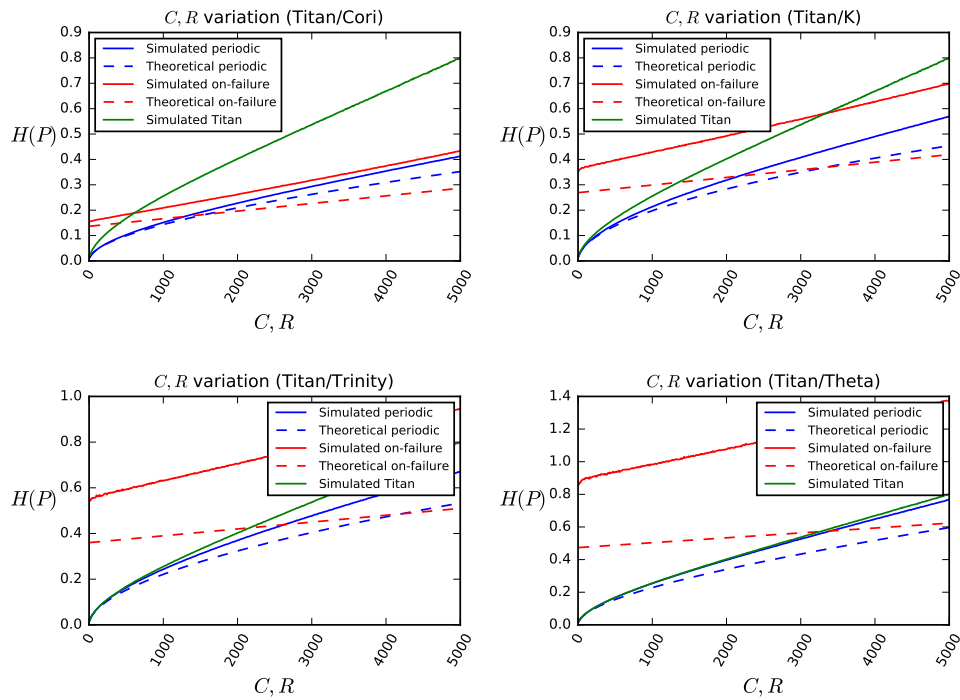 C, R variation (Titan/Cori)
0.9
0.8
0.7
0.6
0.5
0.4
0.3
0.2
0.1
0.0
H(P)
Simulated periodic
Theoretical periodic
Simulated on-failure
Theoretical on-failure
Simulated Titan
0
1000
2000
3000
4000
5000
C, R
C, R variation (Titan/K)
0.9
0.8
0.7
0.6
0.5
0.4
0.3
0.2
0.1
0.0
H(P)
Simulated periodic
Theoretical periodic
Simulated on-failure
Theoretical on-failure
Simulated Titan
0
1000
2000
3000
4000
5000
C, R
C, R variation (Titan/Trinity)
1.0
0.8
0.6
0.4
0.2
0.0
H(P)
Simulated periodic
Theoretical periodic
Simulated on-failure
Theoretical on-failure
Simulated Titan
0
1000
2000
3000
4000
5000
C, R
C, R variation (Titan/Theta)
1.4
1.2
1.0
0.8
0.6
0.4
0.2
0.0
H(P)
Simulated periodic
Theoretical periodic
Simulated on-failure
Theoretical on-failure
Simulated Titan
0
1000
2000
3000
4000
5000
C, R